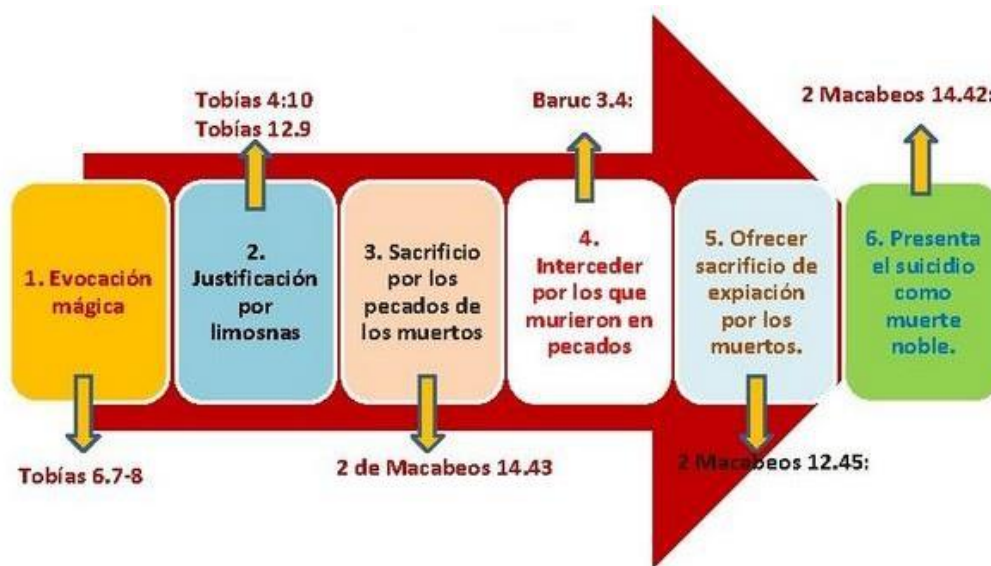 Tobías 4:10
Tobías 12.9
Baruc 3.4:
2 Macabeos 14.42:
1. Evocación
mágica
2.
Justificación
por
limosnas
3. Sacrificio
por los
pecados de
los muertos
4.
Interceder
por los que
murieron en
pecados
5. Ofrecer
sacrificio de
expiación
por los
muertos.
6. Presenta
el suicidio
como
muerte
noble.
Tobías 6.7-8
2 de Macabeos 14.43
2 Macabeos 12.45: